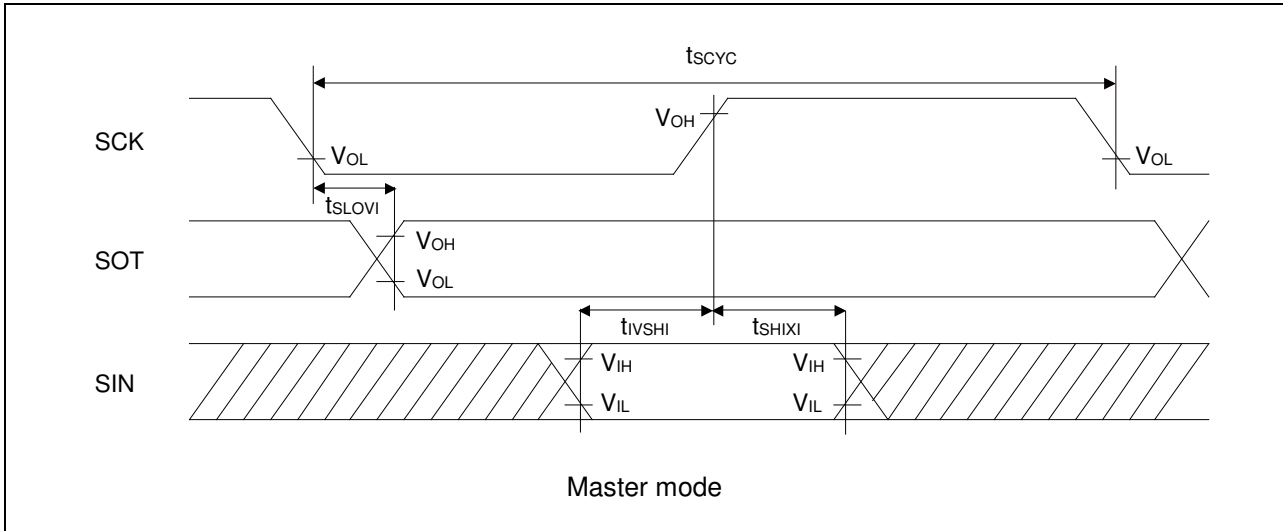 tSCYC
SCK
VOH
VOL
VOL
tSLOVI
SOT
VOH
VOL
tIVSHI
tSHIXI
SIN
VIH
VIH
VIL
VIL
Master mode